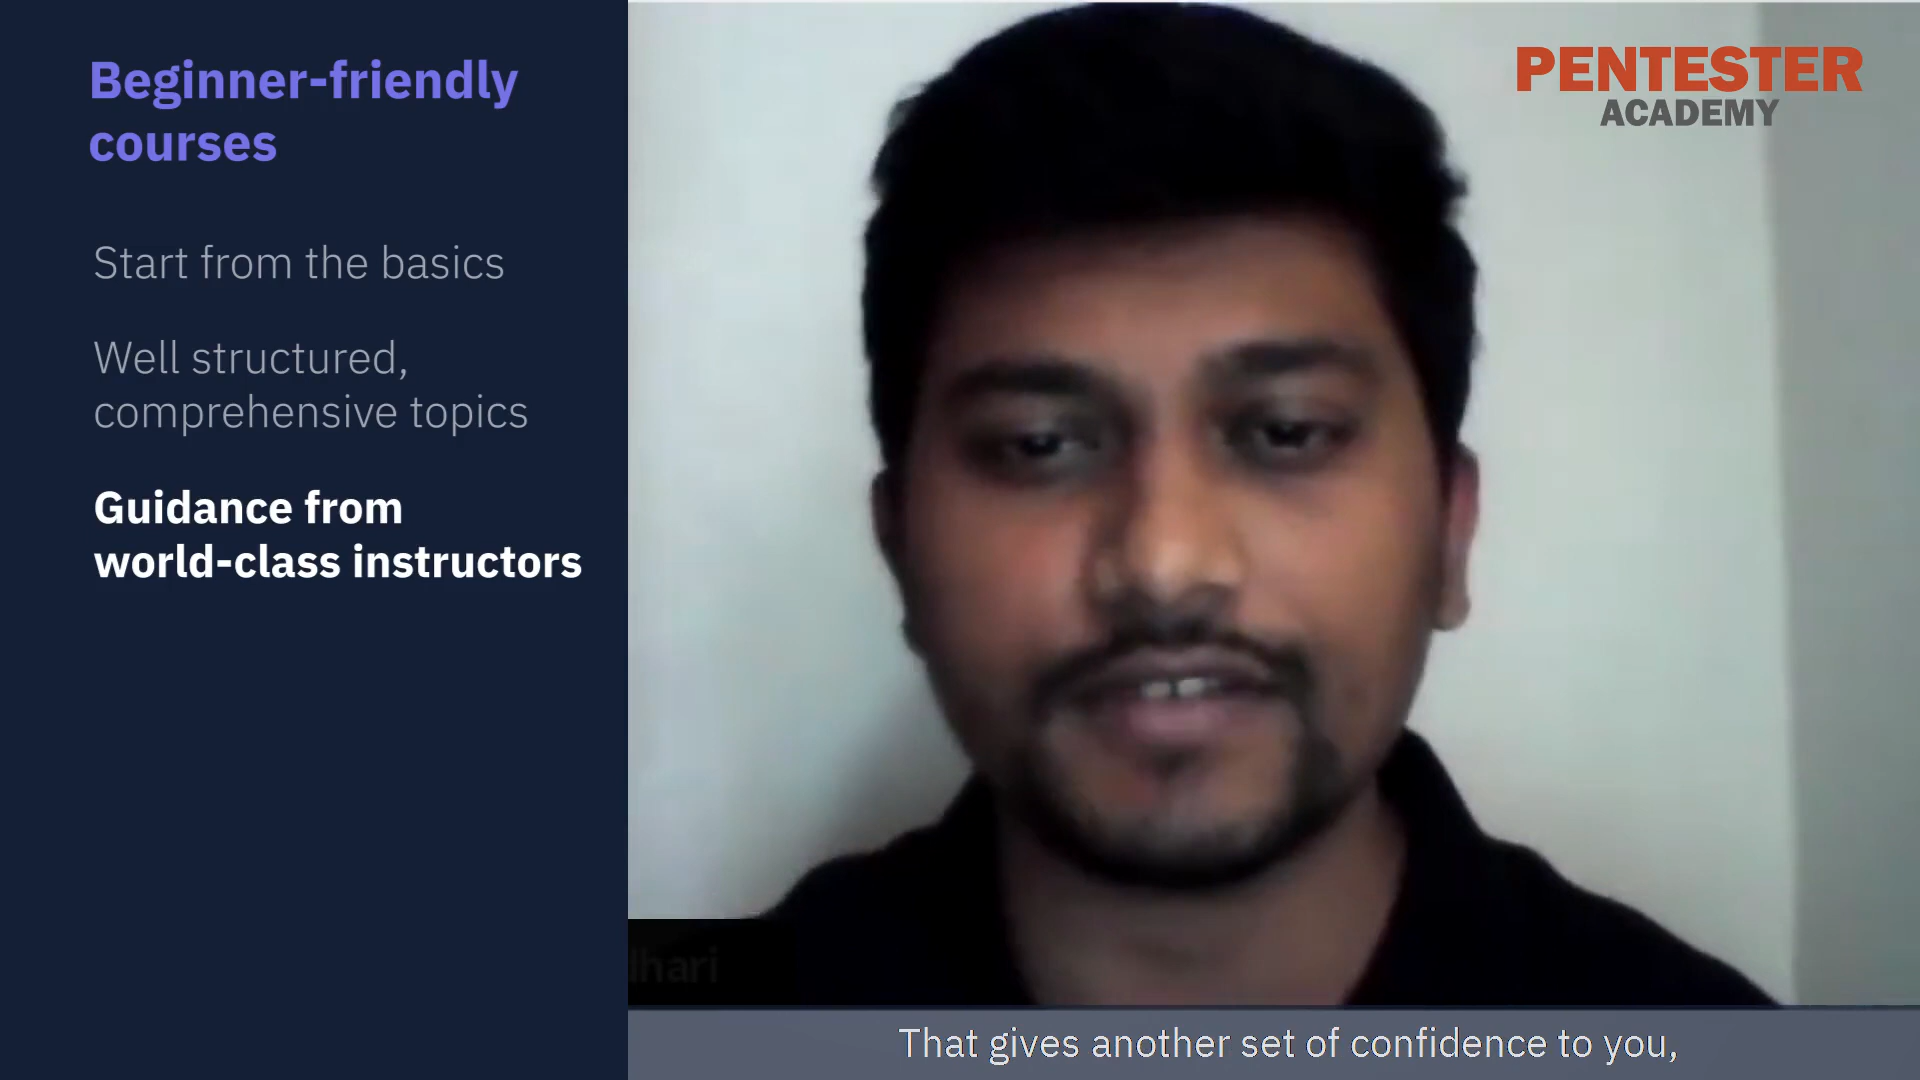 Beginner-friendly
courses
Start from the basics
Well structured,
comprehensive topics
Guidance from
world-class instructors
PENTESTER
ACADEMY
dhari
That gives another set of confidence to you,